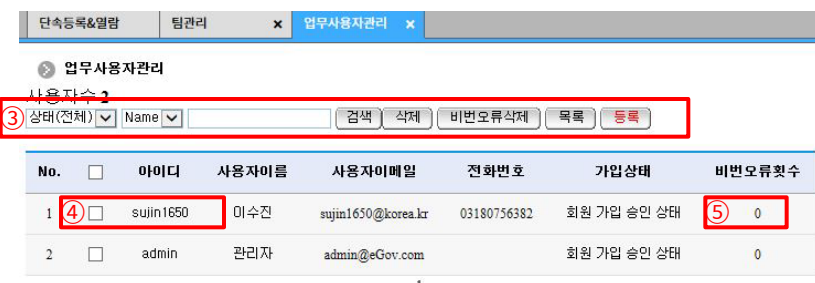 단속등록&열람 팀관리 × 업무사용자관리 ×
업무사용자관리
사용자수 2
③ 상태(전체) Name 검색 삭제 비번오류삭제 목록 등록
No. 아이디 사용자이름 사용자이메일 전화번호 가입상태 비번오류횟수
1 ④ sujin1650 이수진 sujin1650@korea.kr 03180756382 회원 가입 승인 상태 ⑤ 0
2 admin 관리자 admin@eGov.com 회원 가입 승인 상태 0